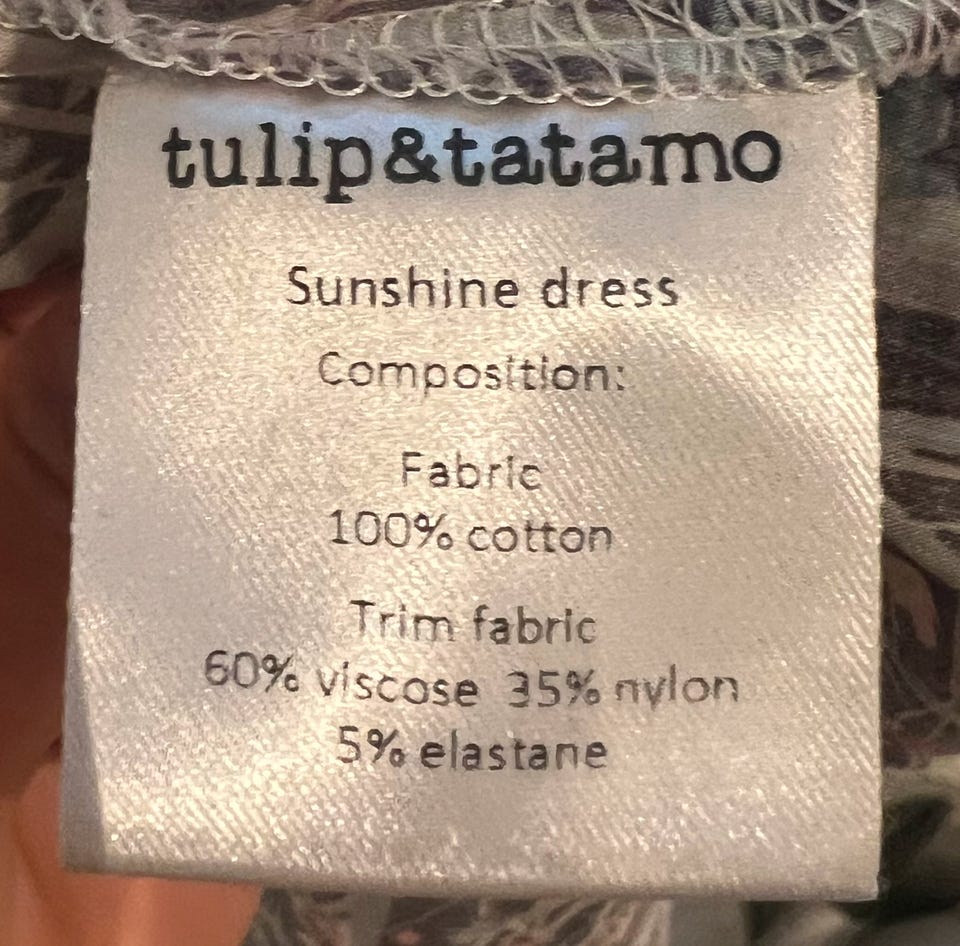 tulip&tatamo
Sunshine dress
Composition:
Fabric
100% cotton
Trim fabric
60% viscose 35% nylon
5% elastane